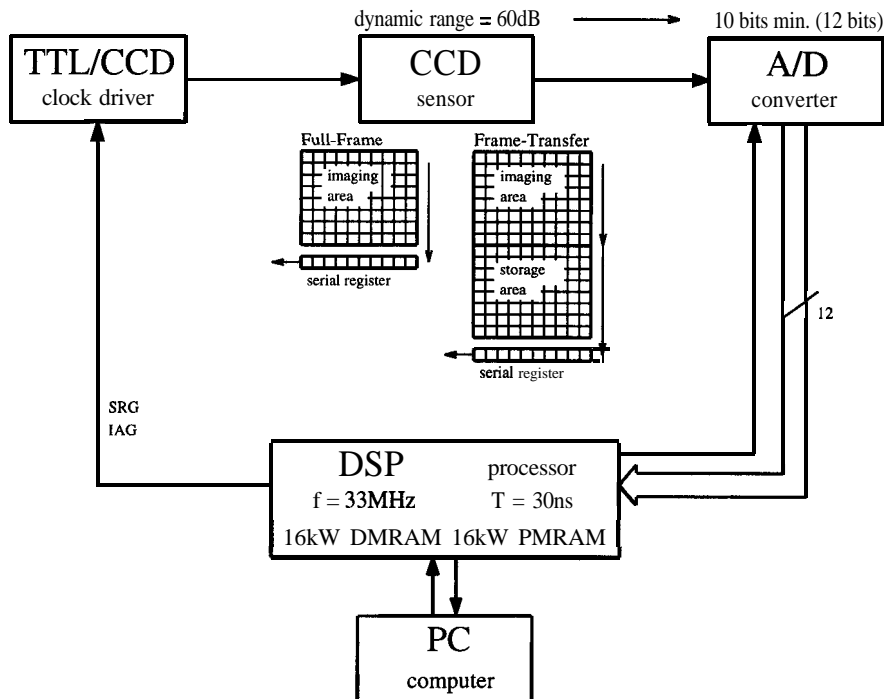 dynamic range = 60dB
10 bits min. (12 bits)
TTL/CCD
clock driver
CCD
sensor
A/D
converter
Full-Frame
imaging
area
serial register
Frame-Transfer
imaging
area
storage
area
serial register
12
SRG
IAG
DSP processor
f = 33MHz T = 30ns
16kW DMRAM 16kW PMRAM
PC
computer